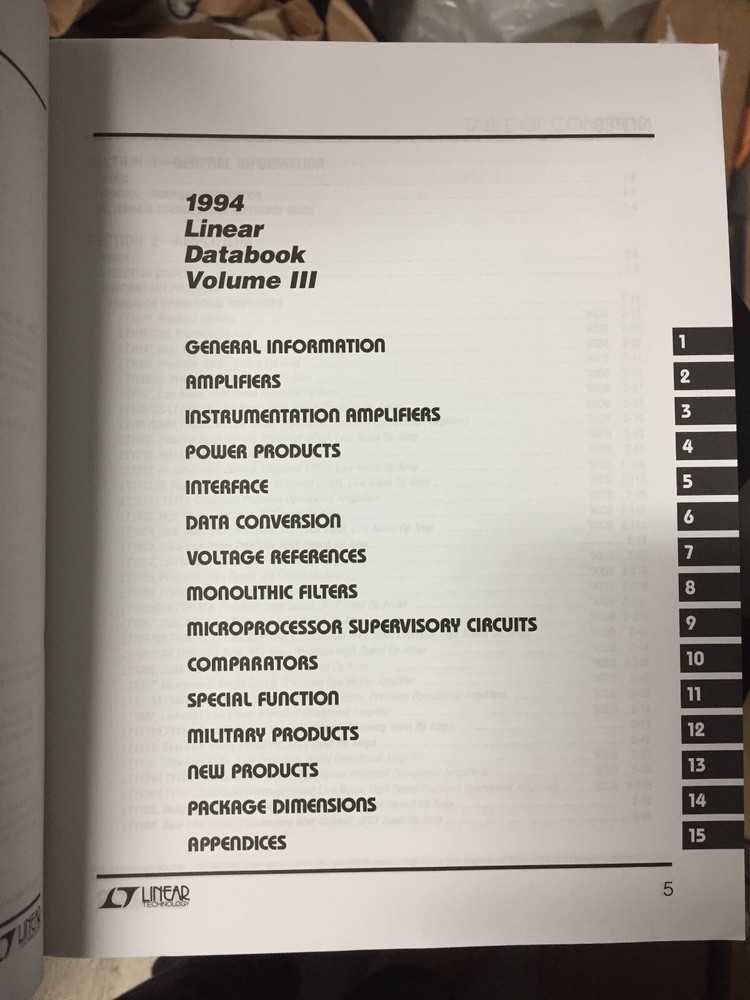 1994
Linear
Databook
Volume III
GENERAL INFORMATION 1
AMPLIFIERS 2
INSTRUMENTATION AMPLIFIERS 3
POWER PRODUCTS 4
INTERFACE 5
DATA CONVERSION 6
VOLTAGE REFERENCES 7
MONOLITHIC FILTERS 8
MICROPROCESSOR SUPERVISORY CIRCUITS 9
COMPARATORS 10
SPECIAL FUNCTION 11
MILITARY PRODUCTS 12
NEW PRODUCTS 13
PACKAGE DIMENSIONS 14
APPENDICES 15
LT LINEAR
TECHNOLOGY
5
LINEAR